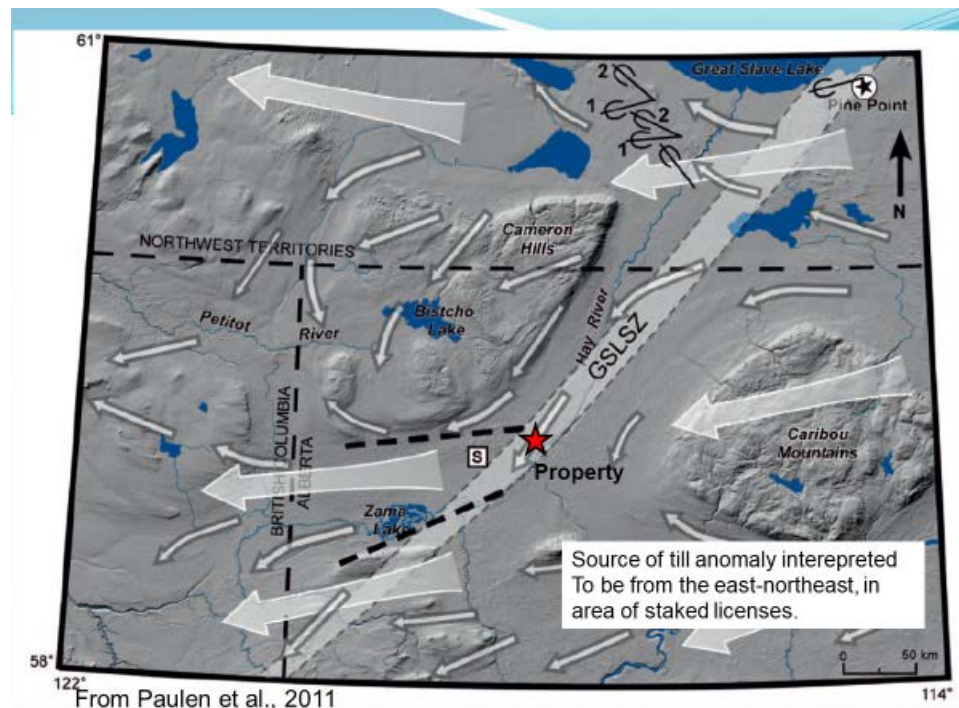 61°
2
Great Slave Lake
1
2
1
Pine Point
N
Cameron
Hills
NORTHWEST TERRITORIES
Bistcho
Lake
Hay River
GSLSZ
Petitot
River
Caribou
Mountains
BRITISH COLUMBIA
ALBERTA
S
Property
Zama
Lake
Source of till anomaly interepreted
To be from the east-northeast, in
area of staked licenses.
58°
0
50 km
122°
114°
From Paulen et al., 2011